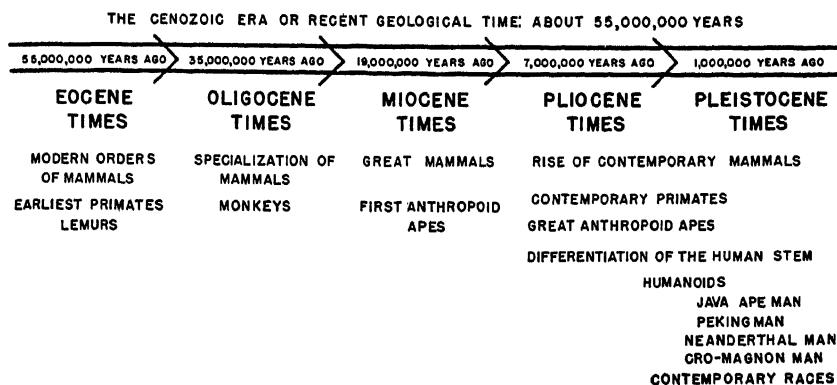 THE CENOZOIC ERA OR RECENT GEOLOGICAL TIME: ABOUT 55,000,000 YEARS
55,000,000 YEARS AGO
35,000,000 YEARS AGO
19,000,000 YEARS AGO
7,000,000 YEARS AGO
1,000,000 YEARS AGO
EOCENE
TIMES
MODERN ORDERS
OF MAMMALS
EARLIEST PRIMATES
LEMURS
OLIGOCENE
TIMES
SPECIALIZATION OF
MAMMALS
MONKEYS
MIOCENE
TIMES
GREAT MAMMALS
FIRST ANTHROPOID
APES
PLIOCENE
TIMES
PLEISTOCENE
TIMES
RISE OF CONTEMPORARY MAMMALS
CONTEMPORARY PRIMATES
GREAT ANTHROPOID APES
DIFFERENTIATION OF THE HUMAN STEM
HUMANOIDS
JAVA APE MAN
PEKING MAN
NEANDERTHAL MAN
CRO-MAGNON MAN
CONTEMPORARY RACES